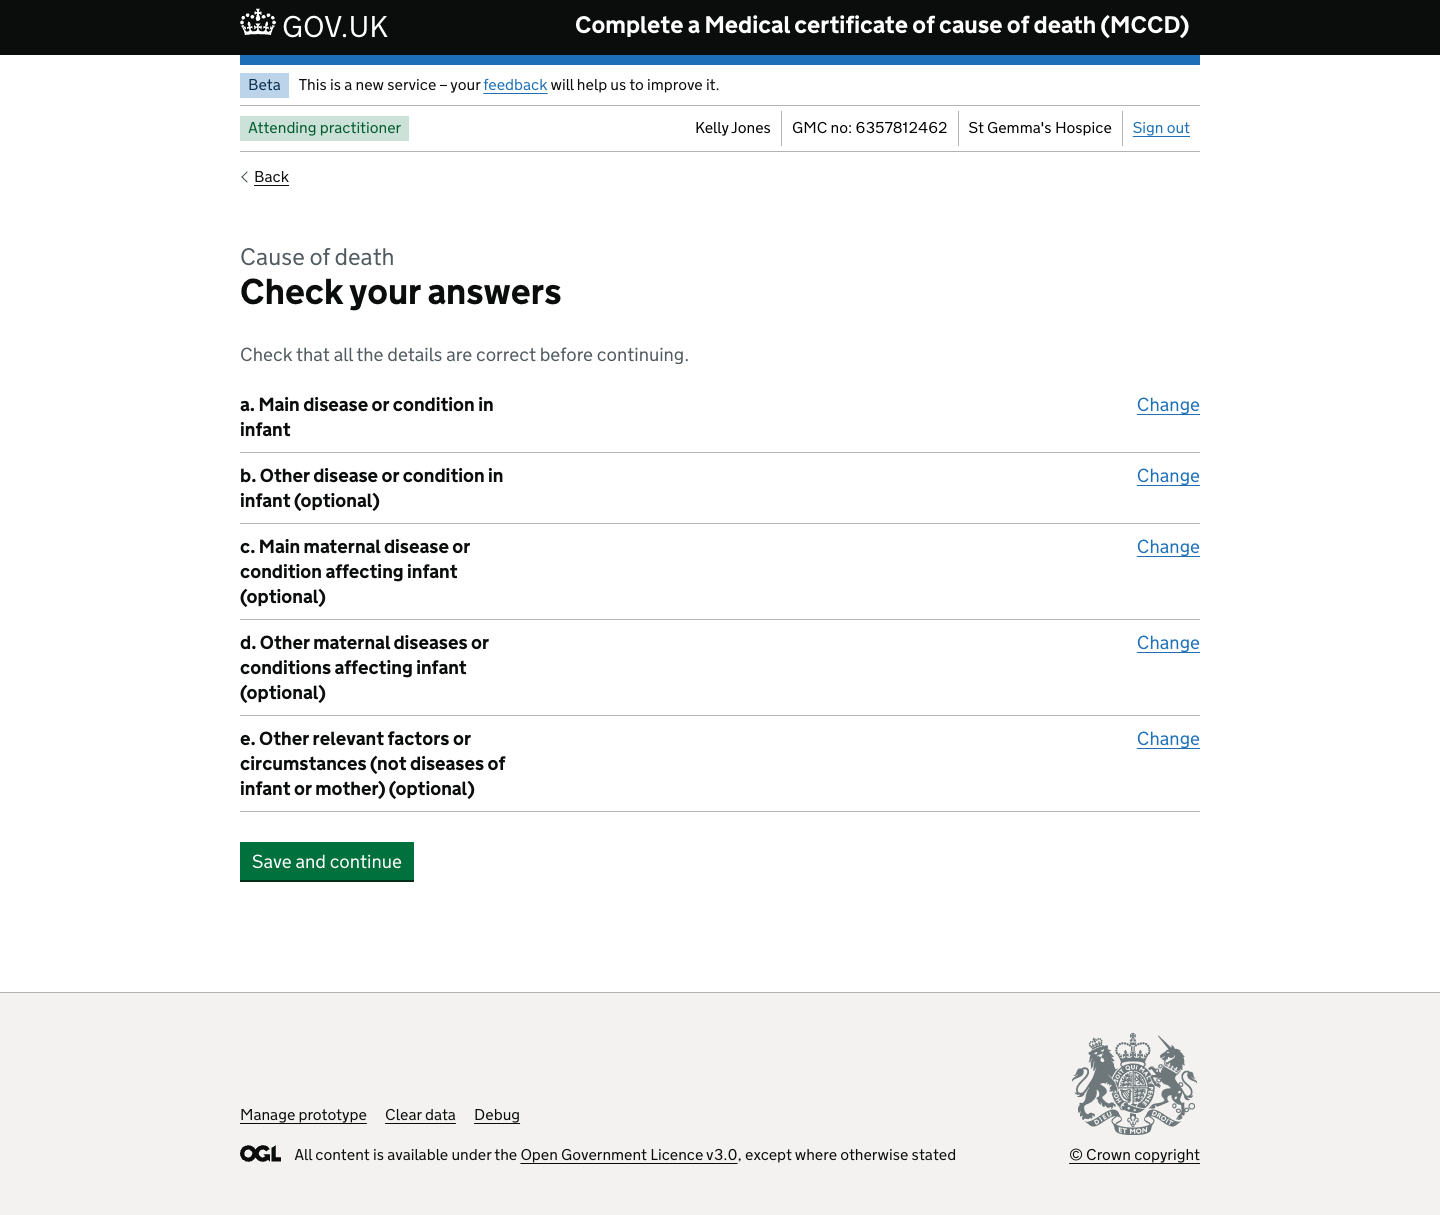 GOV.UK
Complete a Medical certificate of cause of death (MCCD)
Beta
This is a new service – your feedback will help us to improve it.
Attending practitioner
Kelly Jones
GMC no: 6357812462
St Gemma's Hospice
Sign out
Back
Cause of death
Check your answers
Check that all the details are correct before continuing.
a. Main disease or condition in
infant
Change
b. Other disease or condition in
infant (optional)
Change
c. Main maternal disease or
condition affecting infant
(optional)
Change
d. Other maternal diseases or
conditions affecting infant
(optional)
Change
e. Other relevant factors or
circumstances (not diseases of
infant or mother) (optional)
Change
Save and continue
Manage prototype
Clear data
Debug
OGL
All content is available under the Open Government Licence v3.0, except where otherwise stated
© Crown copyright